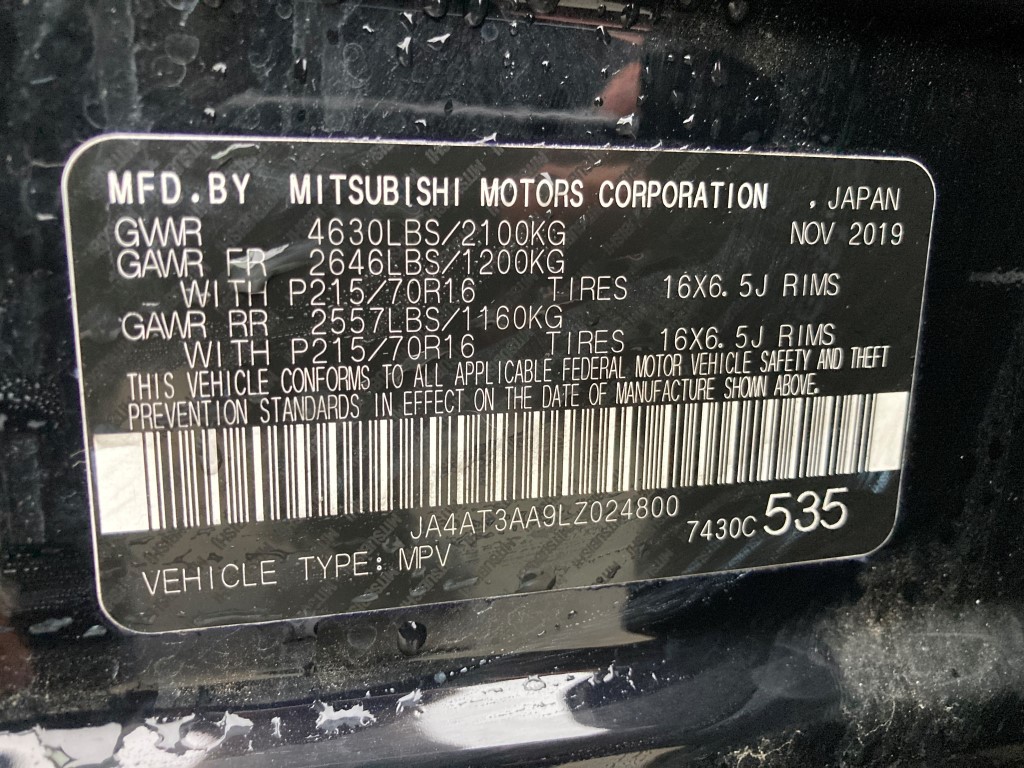 MFD.BY MITSUBISHI MOTORS CORPORATION , JAPAN
GVWR 4630LBS/2100KG NOV 2019
GAWR FR 2646LBS/1200KG
WITH P215/70R16 TIRES 16X6.5J RIMS
GAWR RR 2557LBS/1160KG
WITH P215/70R16 TIRES 16X6.5J RIMS
THIS VEHICLE CONFORMS TO ALL APPLICABLE FEDERAL MOTOR VEHICLE SAFETY AND THEFT
PREVENTION STANDARDS IN EFFECT ON THE DATE OF MANUFACTURE SHOWN ABOVE.
JA4AT3AA9LZ024800 7430C 535
VEHICLE TYPE: MPV